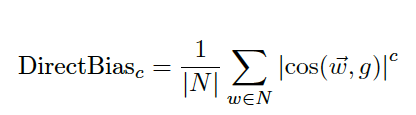 DirectBias_c = \frac{1}{|N|} \sum_{w \in N} |\cos(\vec{w}, g)|^c